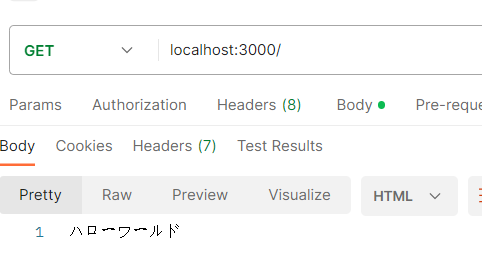 GET localhost:3000/
Params Authorization Headers (8) Body Pre-reque
Body Cookies Headers (7) Test Results
Pretty Raw Preview Visualize HTML
1 ハローワールド